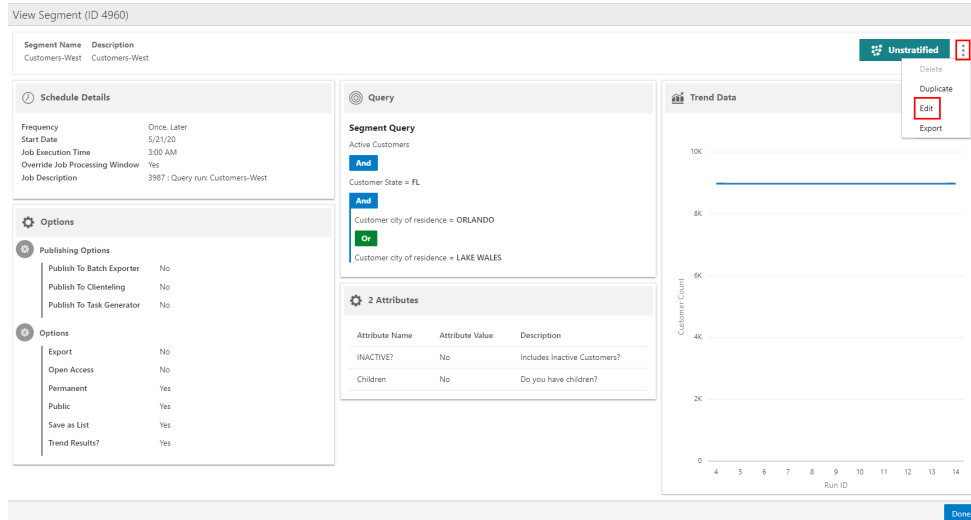 View Segment (ID 4960)
Segment Name Description
Customers-West Customers-West
Unstratified
Delete
Duplicate
Edit
Export
Schedule Details
Frequency Once, Later
Start Date 5/21/20
Job Execution Time 3:00 AM
Override Job Processing Window Yes
Job Description 3987 : Query run: Customers-West
Options
Publishing Options
Publish To Batch Exporter No
Publish To Clienteling No
Publish To Task Generator No
Options
Export No
Open Access No
Permanent Yes
Public Yes
Save as List Yes
Trend Results? Yes
Query
Segment Query
Active Customers
And
Customer State = FL
And
Customer city of residence = ORLANDO
Or
Customer city of residence = LAKE WALES
2 Attributes
Attribute Name Attribute Value Description
INACTIVE? No Includes Inactive Customers?
Children No Do you have children?
Trend Data
10K
8K
6K
4K
2K
0
Customer Count
4 5 6 7 8 9 10 11 12 13 14
Run ID
Done